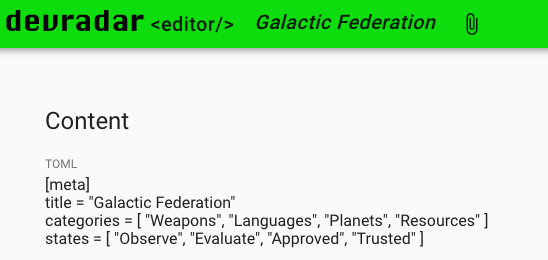 devradar <editor/> Galactic Federation
Content
TOML
[meta]
title = "Galactic Federation"
categories = [ "Weapons", "Languages", "Planets", "Resources" ]
states = [ "Observe", "Evaluate", "Approved", "Trusted" ]